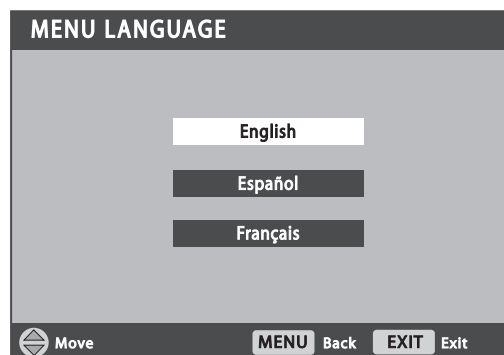 MENU LANGUAGE
English
Español
Français
Move MENU Back EXIT Exit